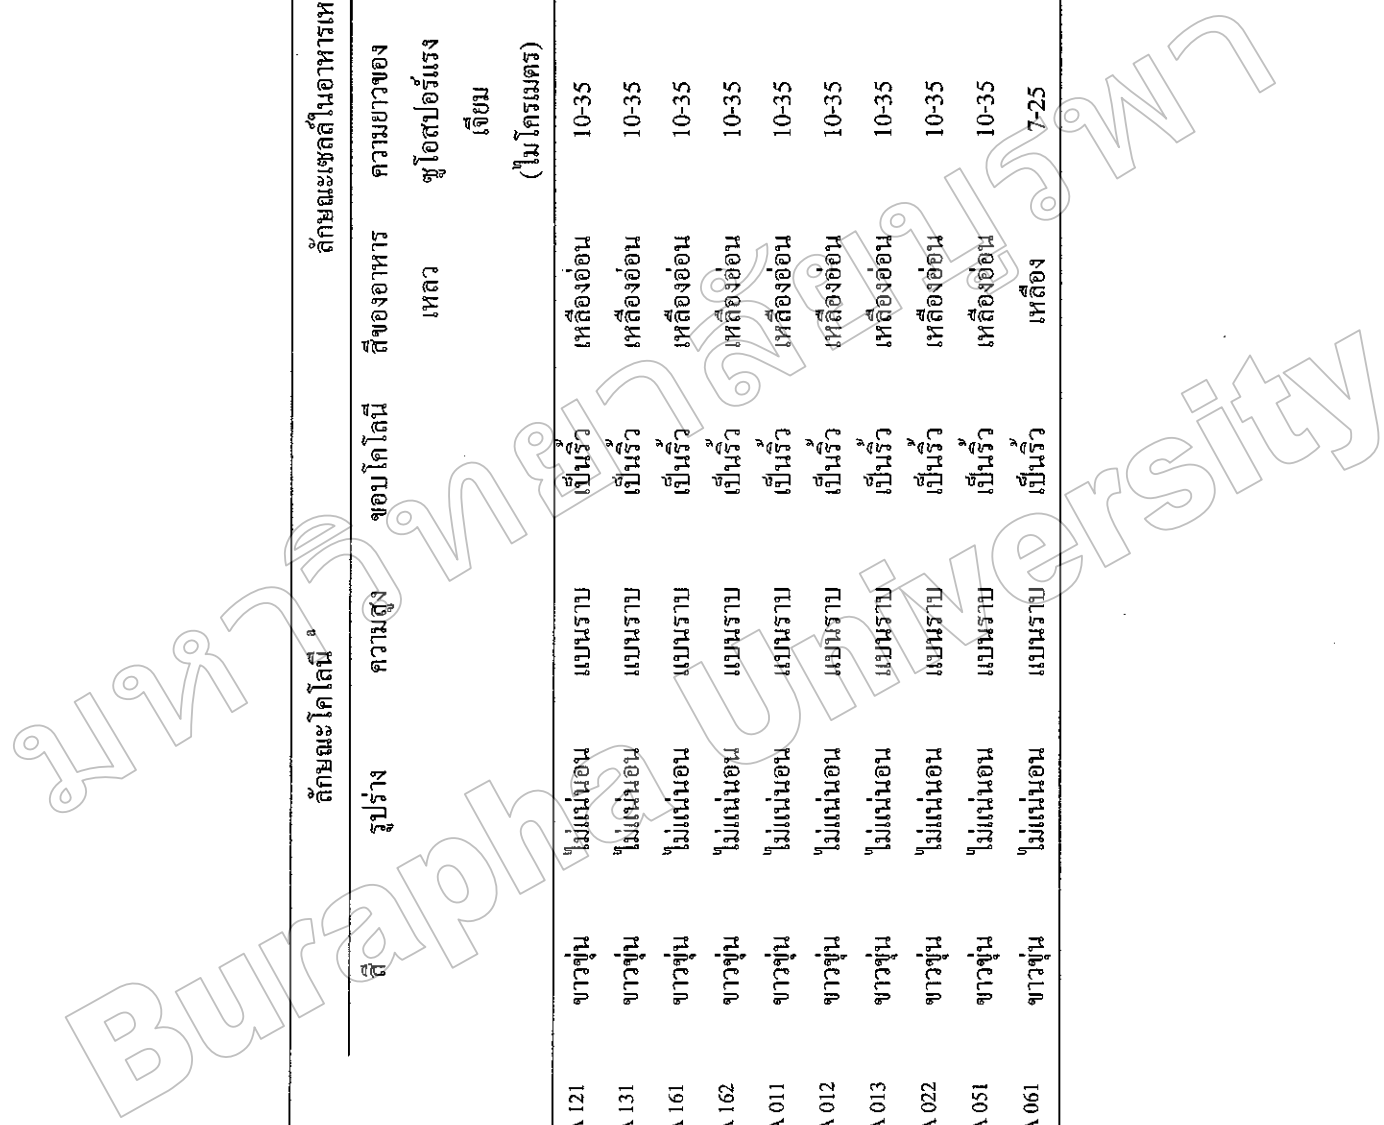 ลักษณะโคโลนี a ลักษณะเซลล์ในอาหารเห
สี รูปร่าง ความสูง ขอบโคโลนี สีของอาหาร ความยาวของ
เหลว ซูโอสปอร์แรง
เจียม
(ไมโครเมตร)
A 121 ขาวขุ่น ไม่แน่นอน แบนราบ เป็นริ้ว เหลืองอ่อน 10-35
A 131 ขาวขุ่น ไม่แน่นอน แบนราบ เป็นริ้ว เหลืองอ่อน 10-35
A 161 ขาวขุ่น ไม่แน่นอน แบนราบ เป็นริ้ว เหลืองอ่อน 10-35
A 162 ขาวขุ่น ไม่แน่นอน แบนราบ เป็นริ้ว เหลืองอ่อน 10-35
A 011 ขาวขุ่น ไม่แน่นอน แบนราบ เป็นริ้ว เหลืองอ่อน 10-35
A 012 ขาวขุ่น ไม่แน่นอน แบนราบ เป็นริ้ว เหลืองอ่อน 10-35
A 013 ขาวขุ่น ไม่แน่นอน แบนราบ เป็นริ้ว เหลืองอ่อน 10-35
A 022 ขาวขุ่น ไม่แน่นอน แบนราบ เป็นริ้ว เหลืองอ่อน 10-35
A 051 ขาวขุ่น ไม่แน่นอน แบนราบ เป็นริ้ว เหลืองอ่อน 10-35
A 061 ขาวขุ่น ไม่แน่นอน แบนราบ เป็นริ้ว เหลือง 7-25
มหาวิทยาลัยบูรพา
Burapha University